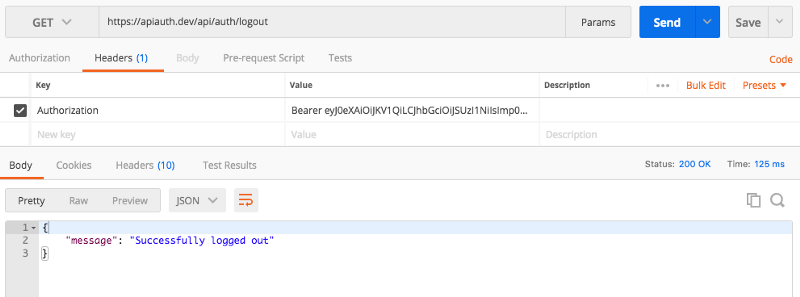 GET https://apiauth.dev/api/auth/logout Params Send Save
Authorization Headers (1) Body Pre-request Script Tests Code
Key Value Description ••• Bulk Edit Presets
Authorization Bearer eyJ0eXAiOiJKV1QiLCJhbGciOiJSUzI1NiIsImp0...
New key Value Description
Body Cookies Headers (10) Test Results Status: 200 OK Time: 125 ms
Pretty Raw Preview JSON
1 {
2 "message": "Successfully logged out"
3 }